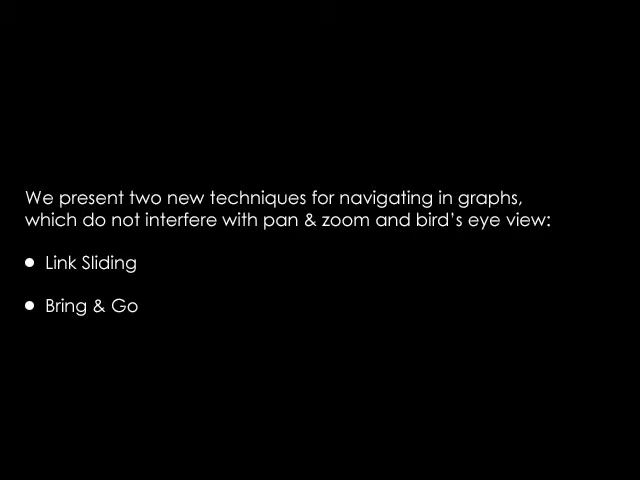 We present two new techniques for navigating in graphs,
which do not interfere with pan & zoom and bird's eye view:
● Link Sliding
● Bring & Go